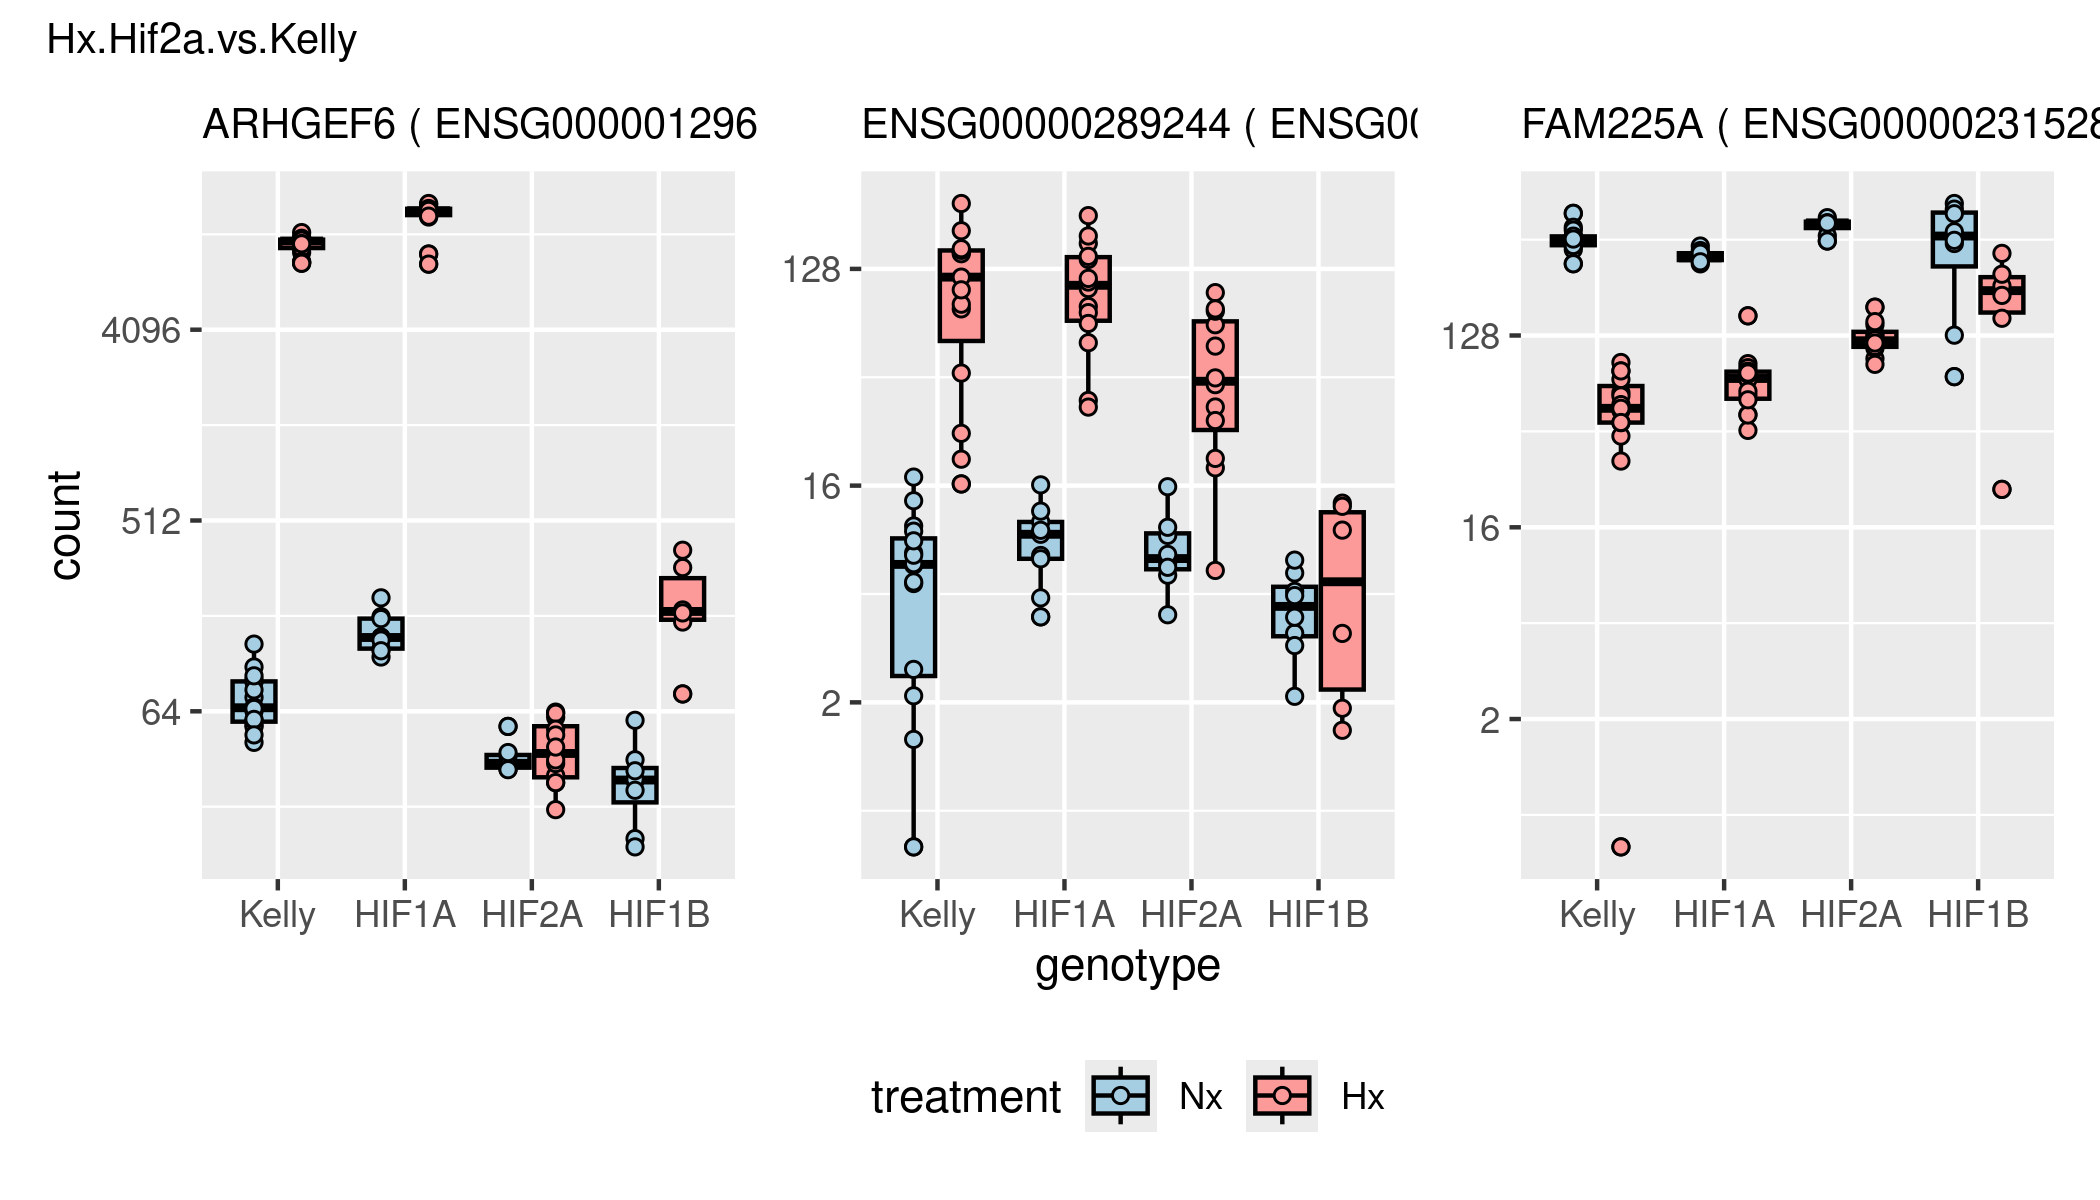 Hx.Hif2a.vs.Kelly
ARHGEF6 ( ENSG000001296
ENSG00000289244 ( ENSG00
FAM225A ( ENSG00000231528
count
4096
512
64
128
16
2
128
16
2
Kelly HIF1A HIF2A HIF1B
Kelly HIF1A HIF2A HIF1B
Kelly HIF1A HIF2A HIF1B
genotype
treatment Nx Hx